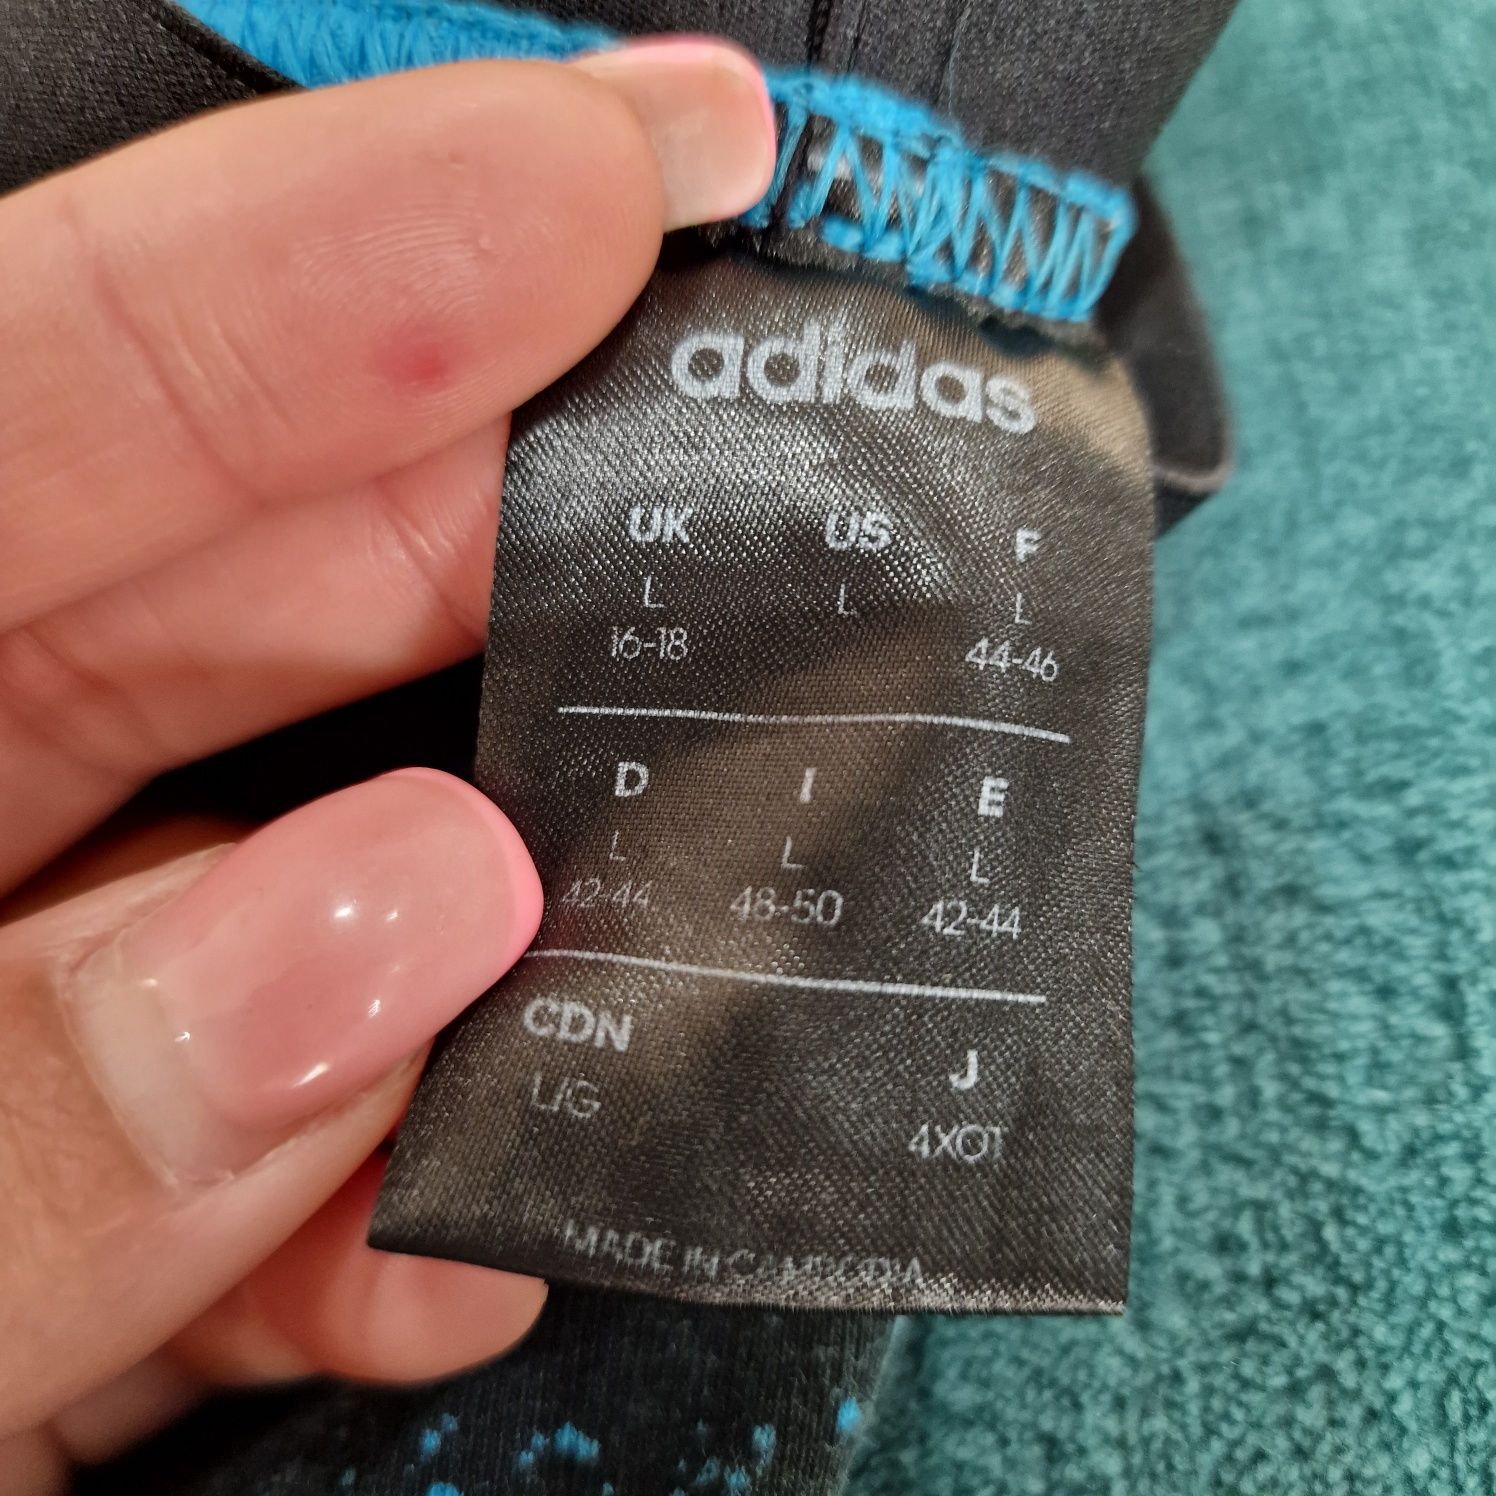 adidas
UK US F
L L L
16-18 44-46
D I E
L L L
42-44 48-50 42-44
CDN J
L/G 4XOT
MADE IN CAMBODIA